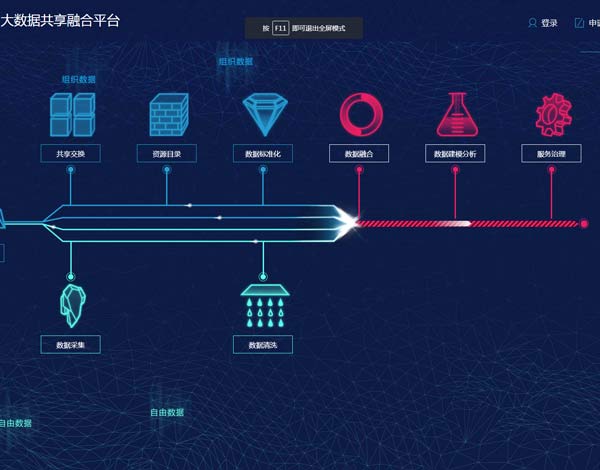 大数据共享融合平台
按 F11 即可退出全屏模式
登录
申
组织数据
组织数据
共享交换
资源目录
数据标准化
数据融合
数据建模分析
服务治理
数据采集
数据清洗
自由数据
自由数据